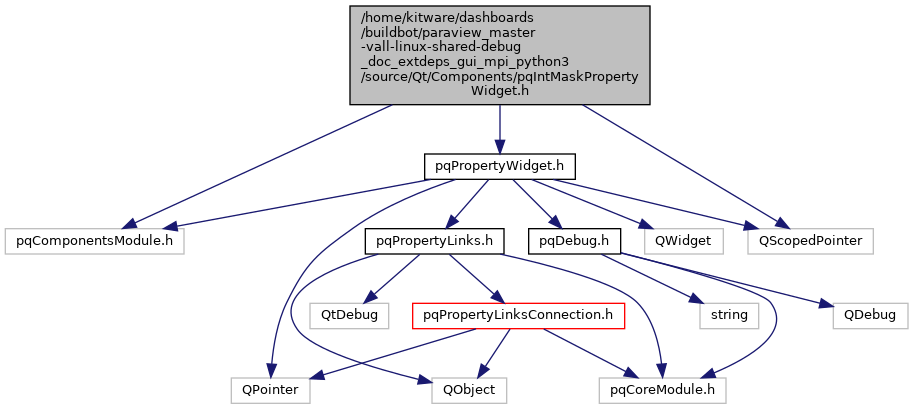 /home/kitware/dashboards
/buildbot/paraview_master
-vall-linux-shared-debug
_doc_extdeps_gui_mpi_python3
/source/Qt/Components/pqIntMaskProperty
Widget.h
pqPropertyWidget.h
pqComponentsModule.h
pqPropertyLinks.h
pqDebug.h
QWidget
QScopedPointer
QtDebug
pqPropertyLinksConnection.h
string
QDebug
QPointer
QObject
pqCoreModule.h